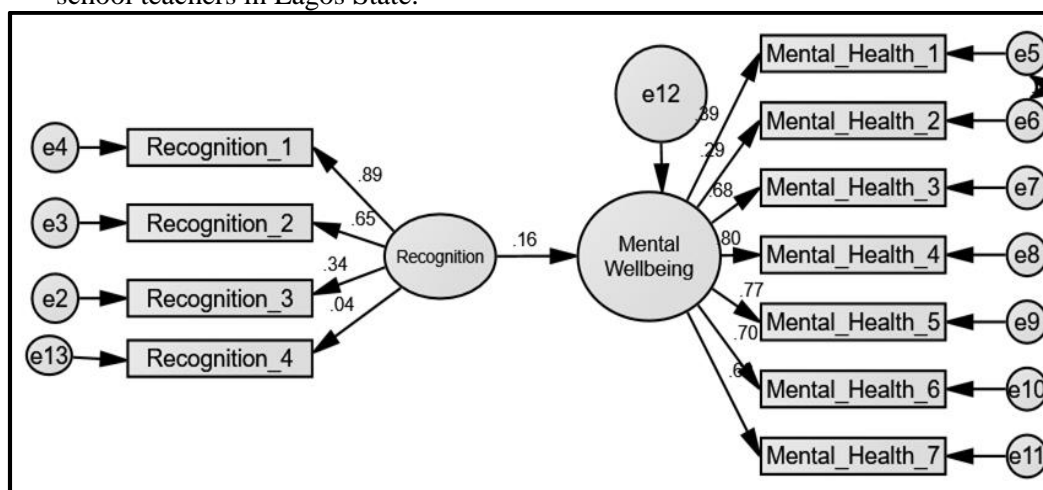 school teachers in Lagos State.
e12
Mental_Health_1
e5
.39
Mental_Health_2
e6
.29
e4
Recognition_1
.89
Mental_Health_3
e7
.68
e3
Recognition_2
.65
Recognition
.16
Mental
Wellbeing
.80
Mental_Health_4
e8
.34
e2
Recognition_3
.04
.77
Mental_Health_5
e9
e13
Recognition_4
.70
Mental_Health_6
e10
Mental_Health_7
e11